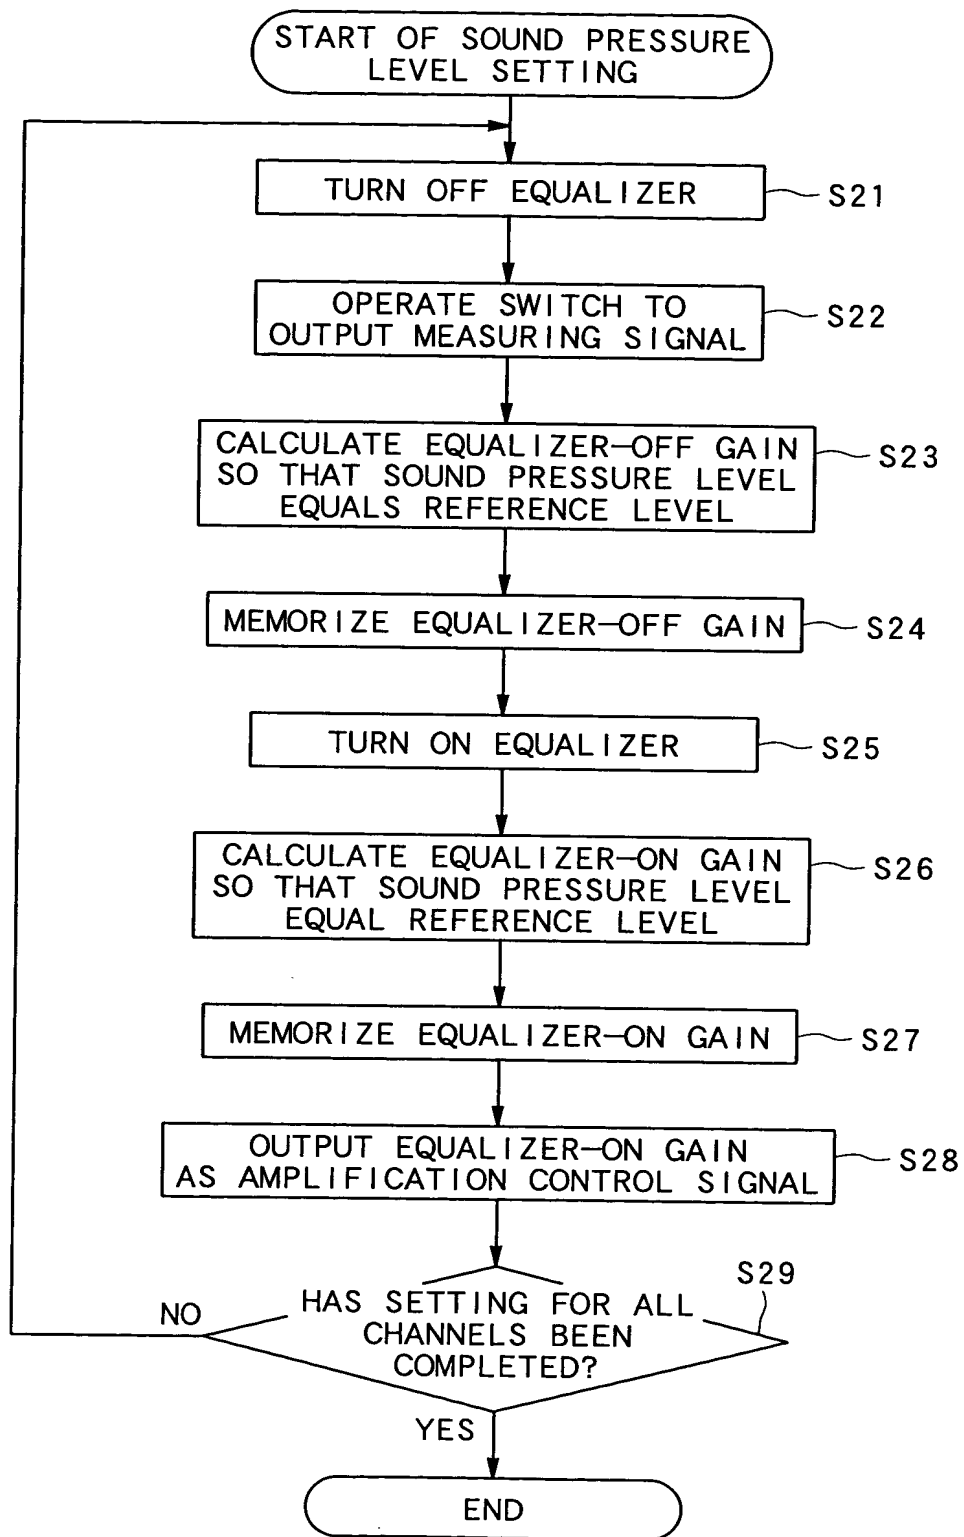 START OF SOUND PRESSURE
LEVEL SETTING
TURN OFF EQUALIZER
S21
OPERATE SWITCH TO
OUTPUT MEASURING SIGNAL
S22
CALCULATE EQUALIZER-OFF GAIN
SO THAT SOUND PRESSURE LEVEL
EQUALS REFERENCE LEVEL
S23
MEMORIZE EQUALIZER-OFF GAIN
S24
TURN ON EQUALIZER
S25
CALCULATE EQUALIZER-ON GAIN
SO THAT SOUND PRESSURE LEVEL
EQUAL REFERENCE LEVEL
S26
MEMORIZE EQUALIZER-ON GAIN
S27
OUTPUT EQUALIZER-ON GAIN
AS AMPLIFICATION CONTROL SIGNAL
S28
S29
HAS SETTING FOR ALL
CHANNELS BEEN
COMPLETED?
NO
YES
END